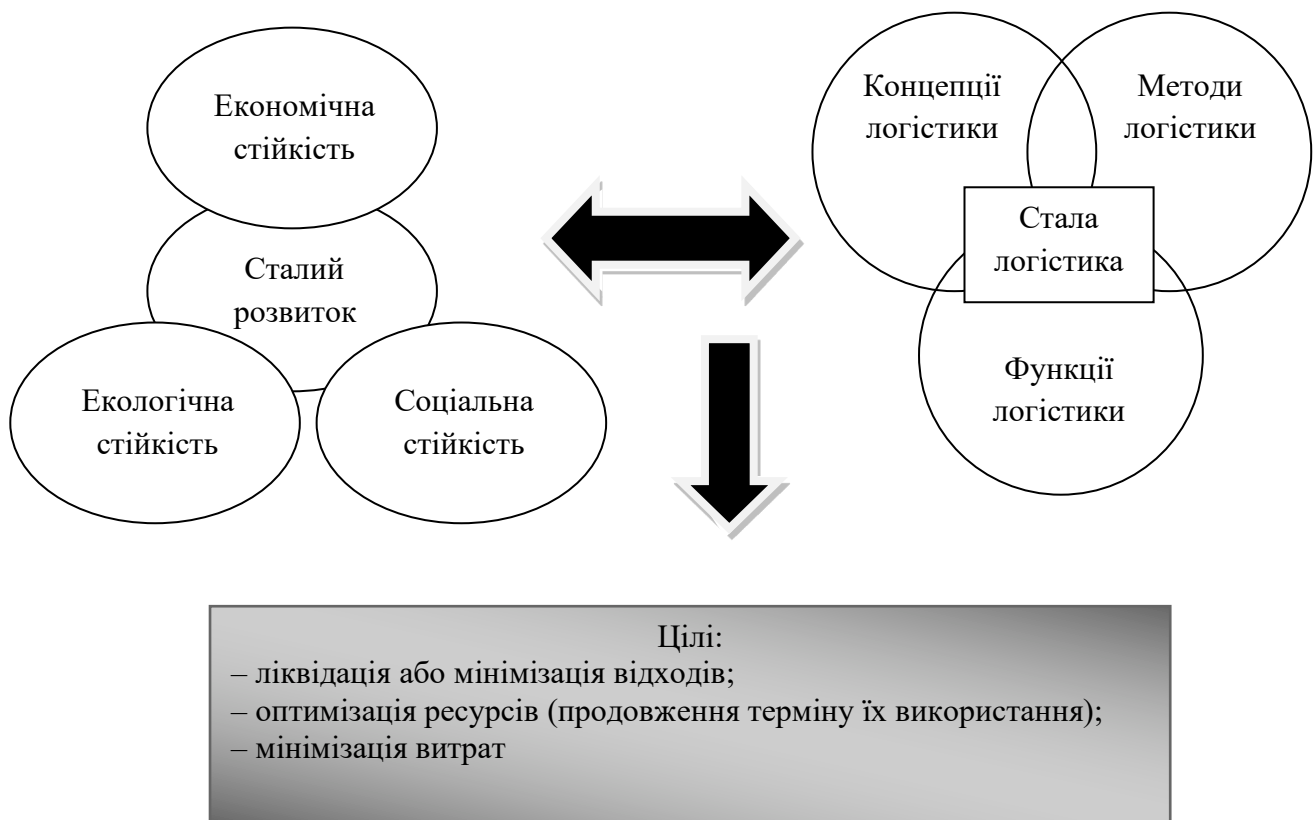 Економічна
стійкість
Сталий
розвиток
Екологічна
стійкість
Соціальна
стійкість
Концепції
логістики
Методи
логістики
Стала
логістика
Функції
логістики
Цілі:
– ліквідація або мінімізація відходів;
– оптимізація ресурсів (продовження терміну їх використання);
– мінімізація витрат